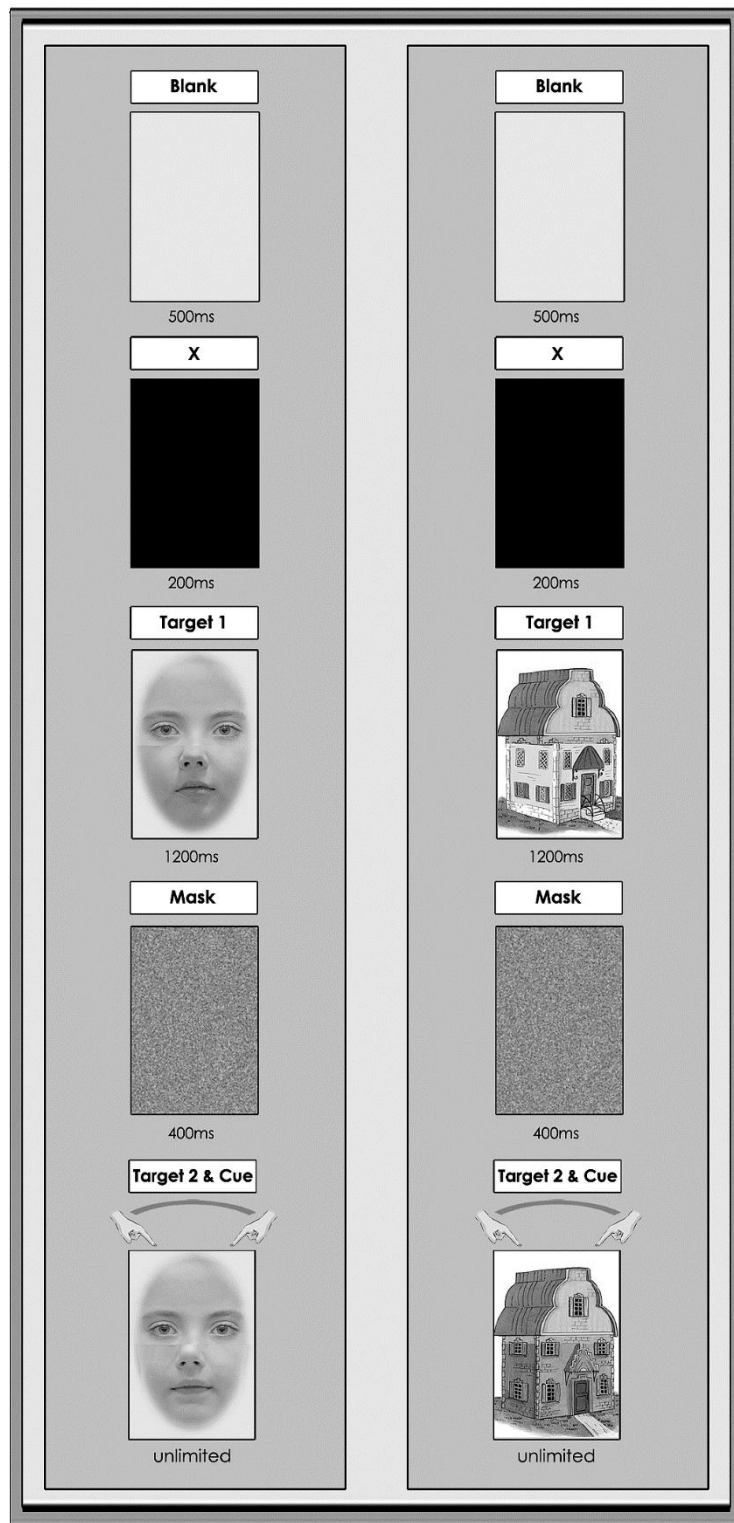 Blank
500ms
X
200ms
Target 1
1200ms
Mask
400ms
Target 2 & Cue
unlimited
Blank
500ms
X
200ms
Target 1
1200ms
Mask
400ms
Target 2 & Cue
unlimited